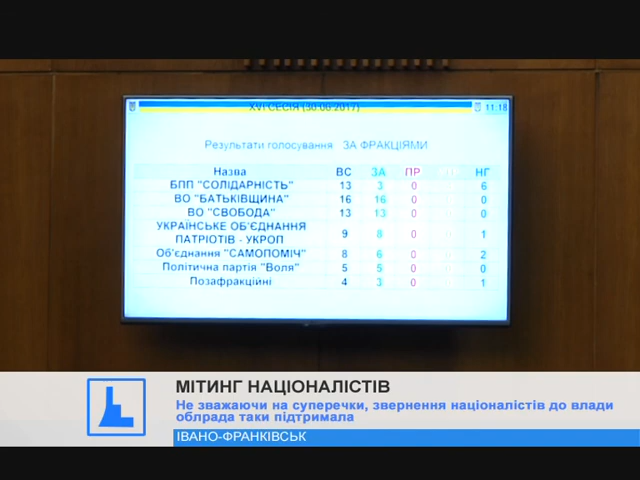 XVI СЕСІЯ (30.06.2017) 11:18
Результати голосування ЗА ФРАКЦІЯМИ
Назва ВС ЗА ПР НГ
БПП "СОЛІДАРНІСТЬ" 13 3 0 6
ВО "БАТЬКІВЩИНА" 16 16 0 0
ВО "СВОБОДА" 13 13 0 0
УКРАЇНСЬКЕ ОБ'ЄДНАННЯ
ПАТРІОТІВ - УКРОП 9 8 0 1
Об'єднання "САМОПОМІЧ" 8 6 0 2
Політична партія "Воля" 5 5 0 0
Позафракційні 4 3 0 1
МІТИНГ НАЦІОНАЛІСТІВ
Не зважаючи на суперечки, звернення націоналістів до влади
облрада таки підтримала
ІВАНО-ФРАНКІВСЬК